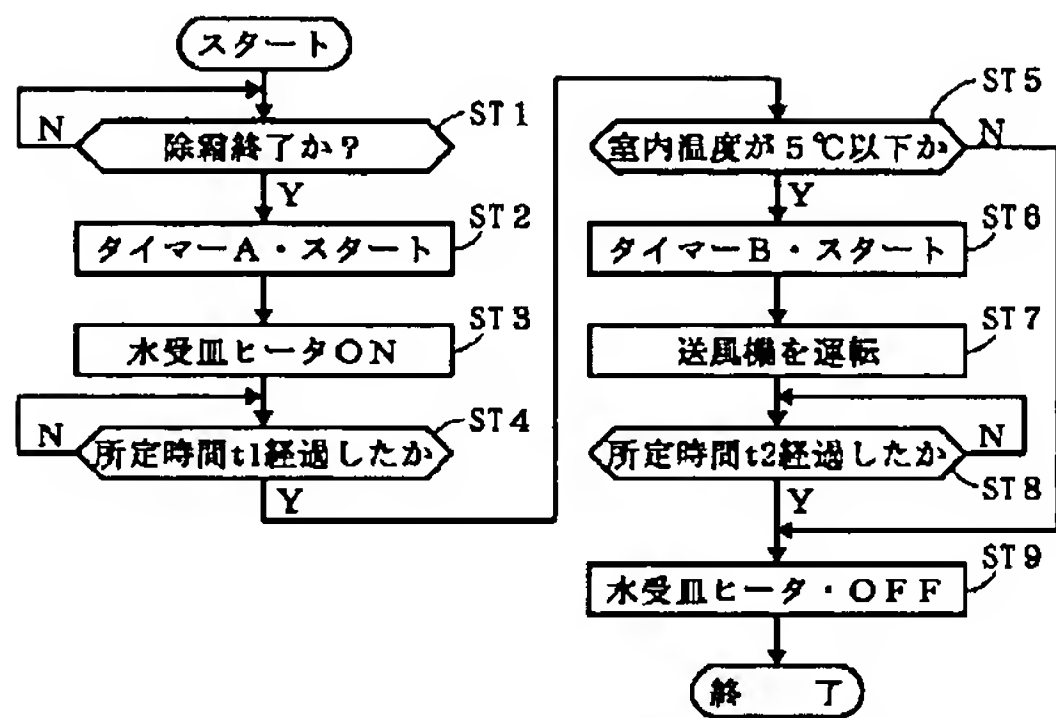 スタート
N
除霜終了か?
ST1
Y
タイマーA・スタート
ST2
水受皿ヒータON
ST3
N
所定時間t1経過したか
ST4
Y
室内温度が5℃以下か
ST5
N
Y
タイマーB・スタート
ST6
送風機を運転
ST7
所定時間t2経過したか
N
ST8
Y
水受皿ヒータ・OFF
ST9
終 了